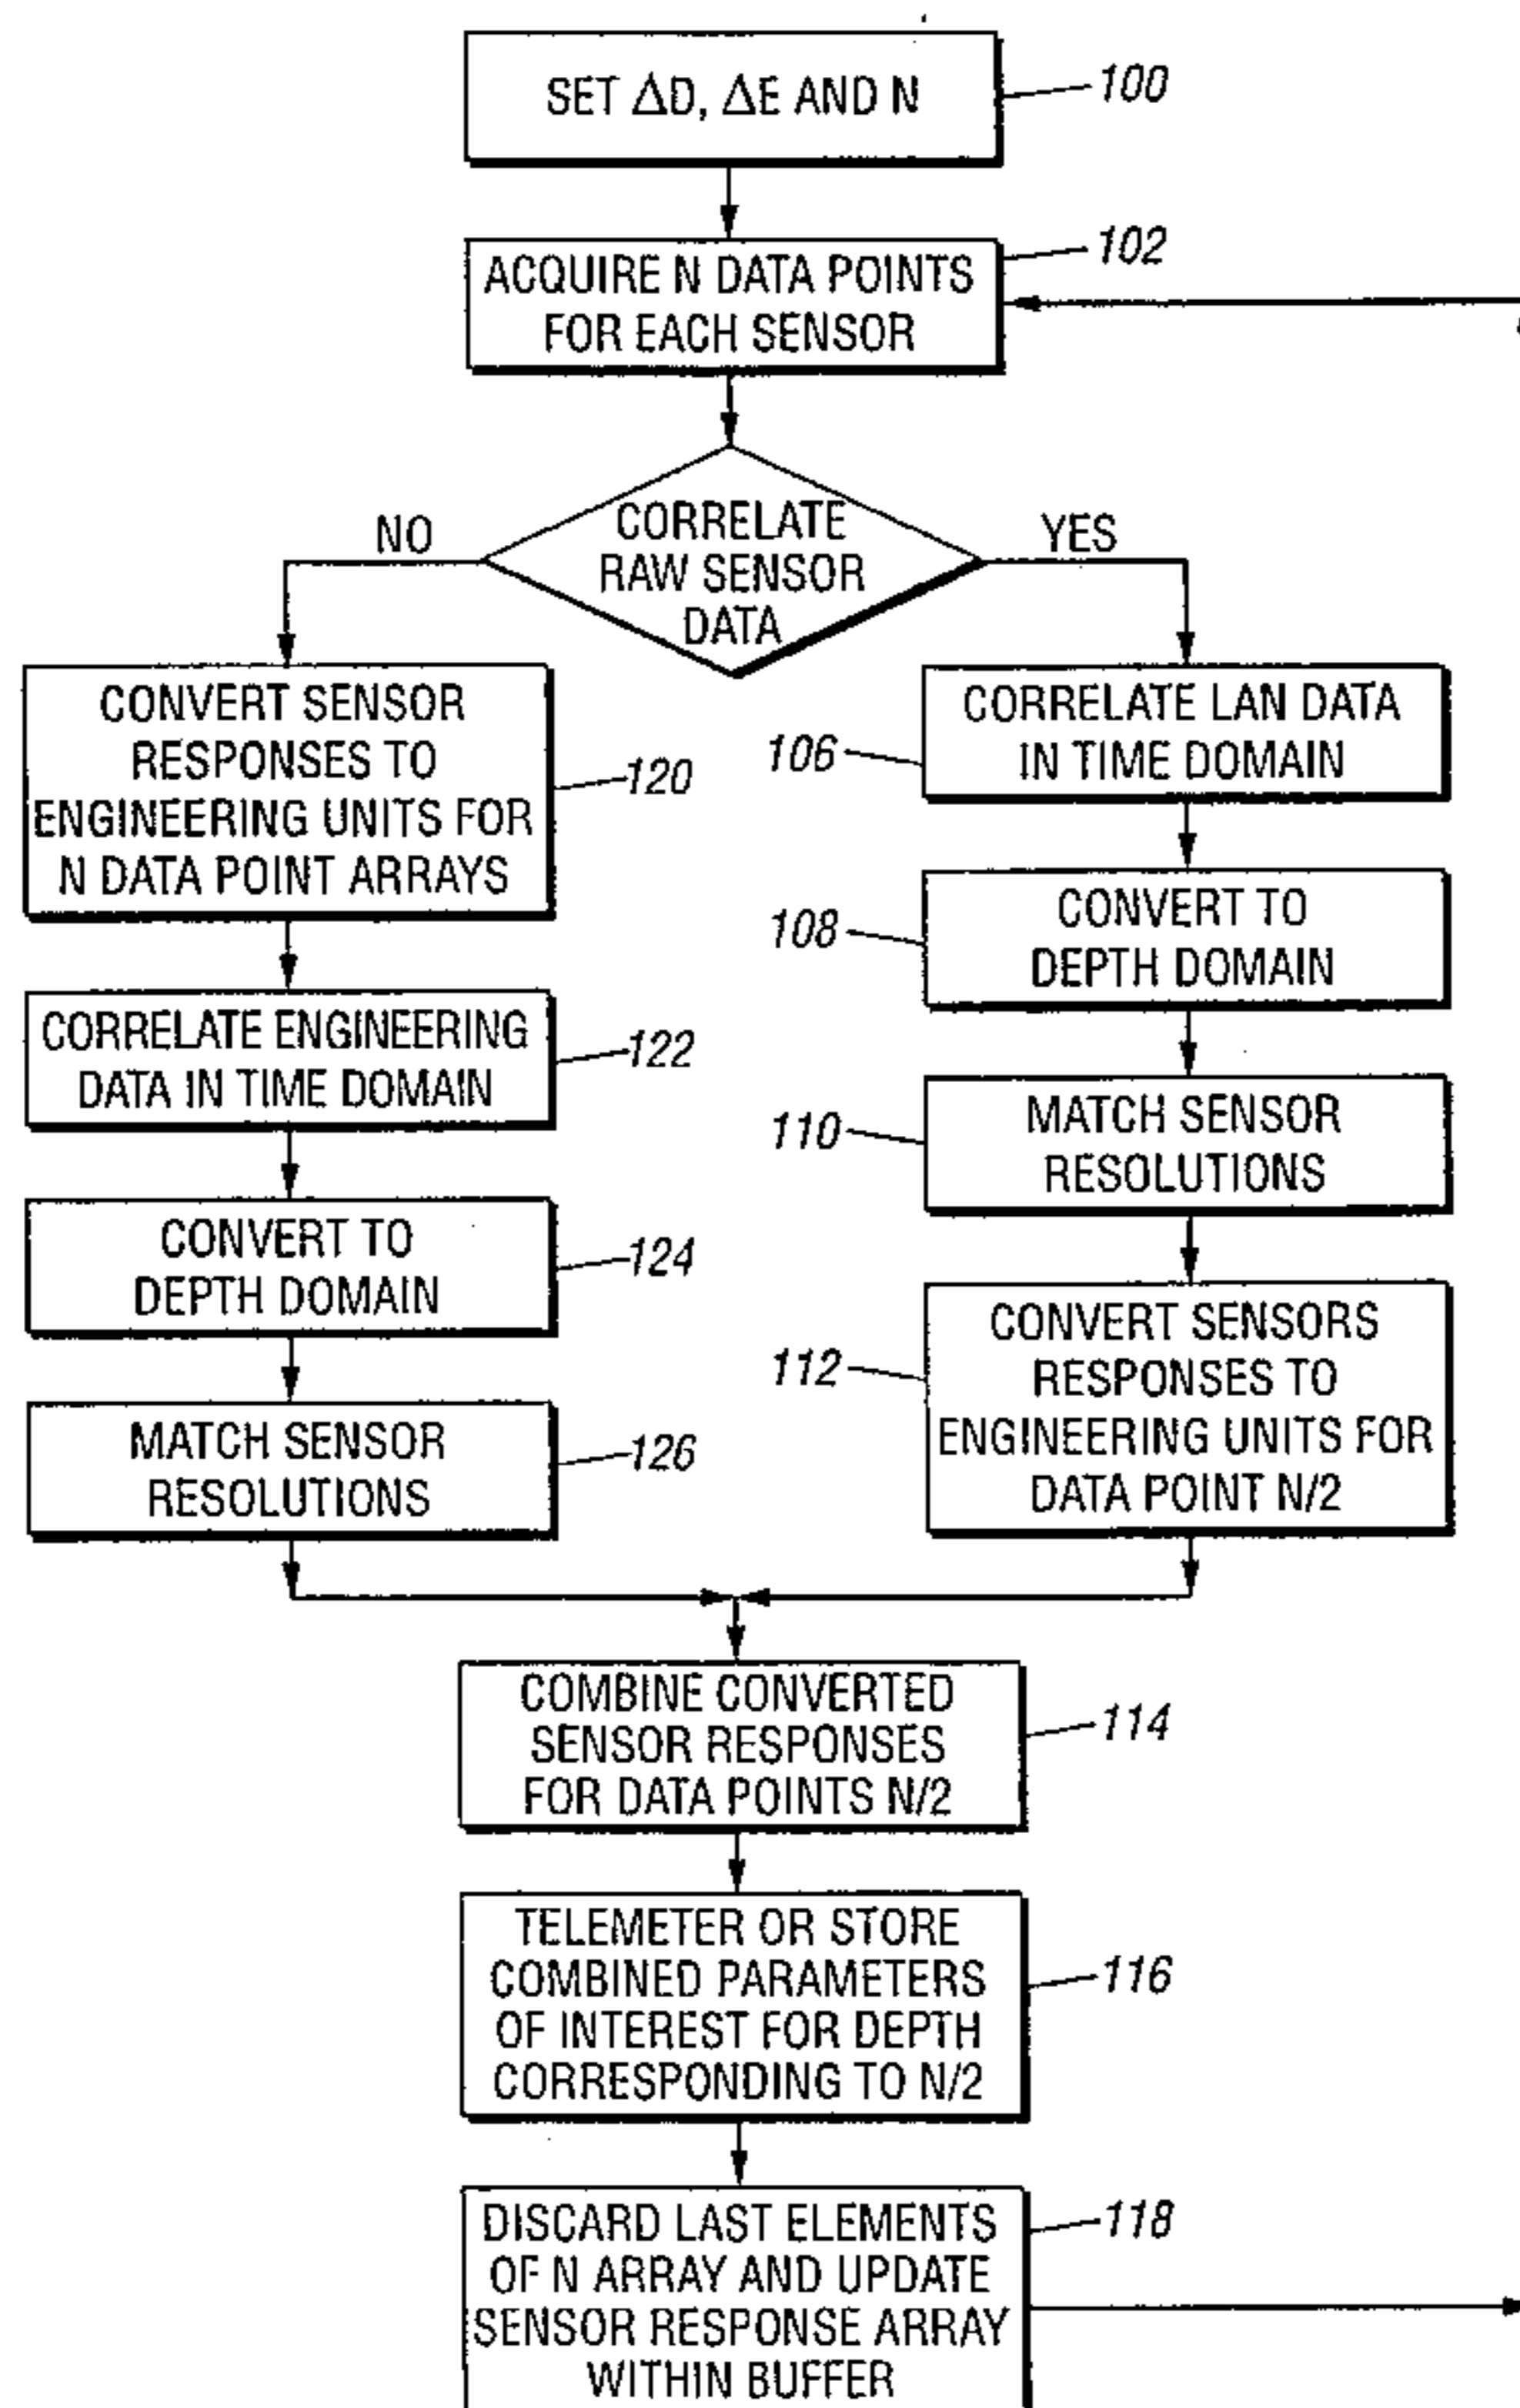 SET ΔD, ΔE AND N
100
ACQUIRE N DATA POINTS
FOR EACH SENSOR
102
CORRELATE
RAW SENSOR
DATA
NO
YES
CONVERT SENSOR
RESPONSES TO
ENGINEERING UNITS FOR
N DATA POINT ARRAYS
120
CORRELATE ENGINEERING
DATA IN TIME DOMAIN
122
CONVERT TO
DEPTH DOMAIN
124
MATCH SENSOR
RESOLUTIONS
126
CORRELATE LAN DATA
IN TIME DOMAIN
106
CONVERT TO
DEPTH DOMAIN
108
MATCH SENSOR
RESOLUTIONS
110
CONVERT SENSORS
RESPONSES TO
ENGINEERING UNITS FOR
DATA POINT N/2
112
COMBINE CONVERTED
SENSOR RESPONSES
FOR DATA POINTS N/2
114
TELEMETER OR STORE
COMBINED PARAMETERS
OF INTEREST FOR DEPTH
CORRESPONDING TO N/2
116
DISCARD LAST ELEMENTS
OF N ARRAY AND UPDATE
SENSOR RESPONSE ARRAY
WITHIN BUFFER
118